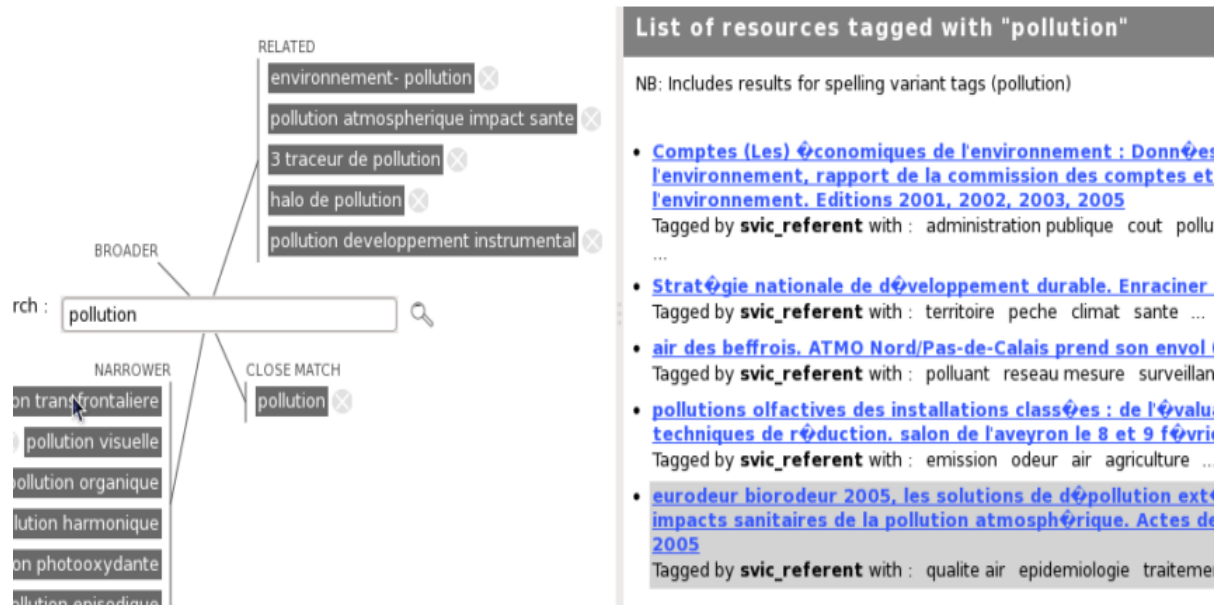 RELATED
environnement- pollution
pollution atmospherique impact sante
3 traceur de pollution
halo de pollution
pollution developpement instrumental
BROADER
rch :
pollution
NARROWER
on transfrontaliere
pollution visuelle
pollution organique
lution harmonique
on photooxydante
ollution episodique
CLOSE MATCH
pollution
List of resources tagged with "pollution"
NB: Includes results for spelling variant tags (pollution)
• Comptes (Les) �conomiques de l'environnement : Donn�es
l'environnement, rapport de la commission des comptes et
l'environnement. Editions 2001, 2002, 2003, 2005
Tagged by svic_referent with : administration publique cout pollu
...
• Strat�gie nationale de d�veloppement durable. Enraciner
Tagged by svic_referent with : territoire peche climat sante ...
• air des beffrois. ATMO Nord/Pas-de-Calais prend son envol
Tagged by svic_referent with : polluant reseau mesure surveillan
• pollutions olfactives des installations class�es : de l'�valu
techniques de r�duction. salon de l'aveyron le 8 et 9 f�vri
Tagged by svic_referent with : emission odeur air agriculture ...
• eurodeur biorodeur 2005, les solutions de d�pollution ext
impacts sanitaires de la pollution atmosph�rique. Actes de
2005
Tagged by svic_referent with : qualite air epidemiologie traiteme